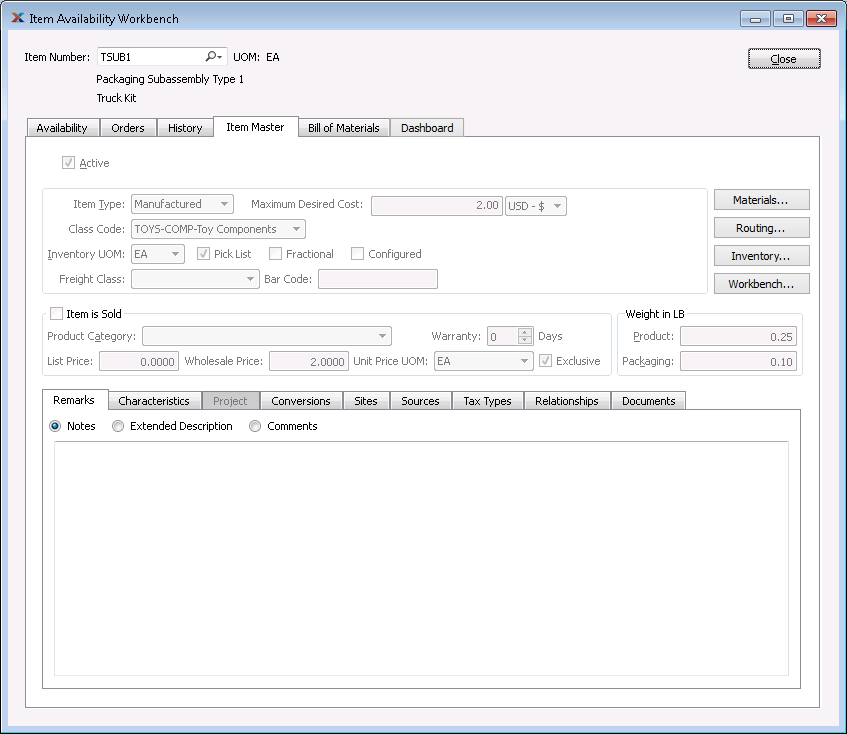 Item Availability Workbench
Item Number: TSUB1 UOM: EA
Close
Packaging Subassembly Type 1
Truck Kit
Availability Orders History Item Master Bill of Materials Dashboard
Active
Item Type: Manufactured Maximum Desired Cost: 2.00 USD - $
Materials...
Class Code: TOYS-COMP-Toy Components
Routing...
Inventory UOM: EA Pick List Fractional Configured
Inventory...
Freight Class: Bar Code:
Workbench...
Item is Sold Weight in LB
Product Category: Warranty: 0 Days Product: 0.25
List Price: 0.0000 Wholesale Price: 2.0000 Unit Price UOM: EA Exclusive Packaging: 0.10
Remarks Characteristics Project Conversions Sites Sources Tax Types Relationships Documents
Notes Extended Description Comments